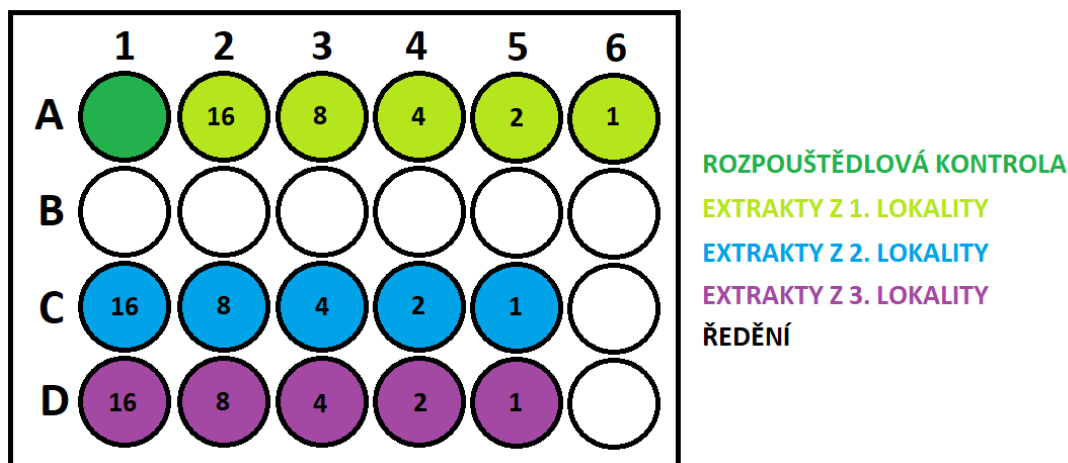 1 2 3 4 5 6
A 16 8 4 2 1
B
C 16 8 4 2 1
D 16 8 4 2 1
ROZPOUŠTĚDLOVÁ KONTROLA
EXTRAKTY Z 1. LOKALITY
EXTRAKTY Z 2. LOKALITY
EXTRAKTY Z 3. LOKALITY
ŘEDĚNÍ